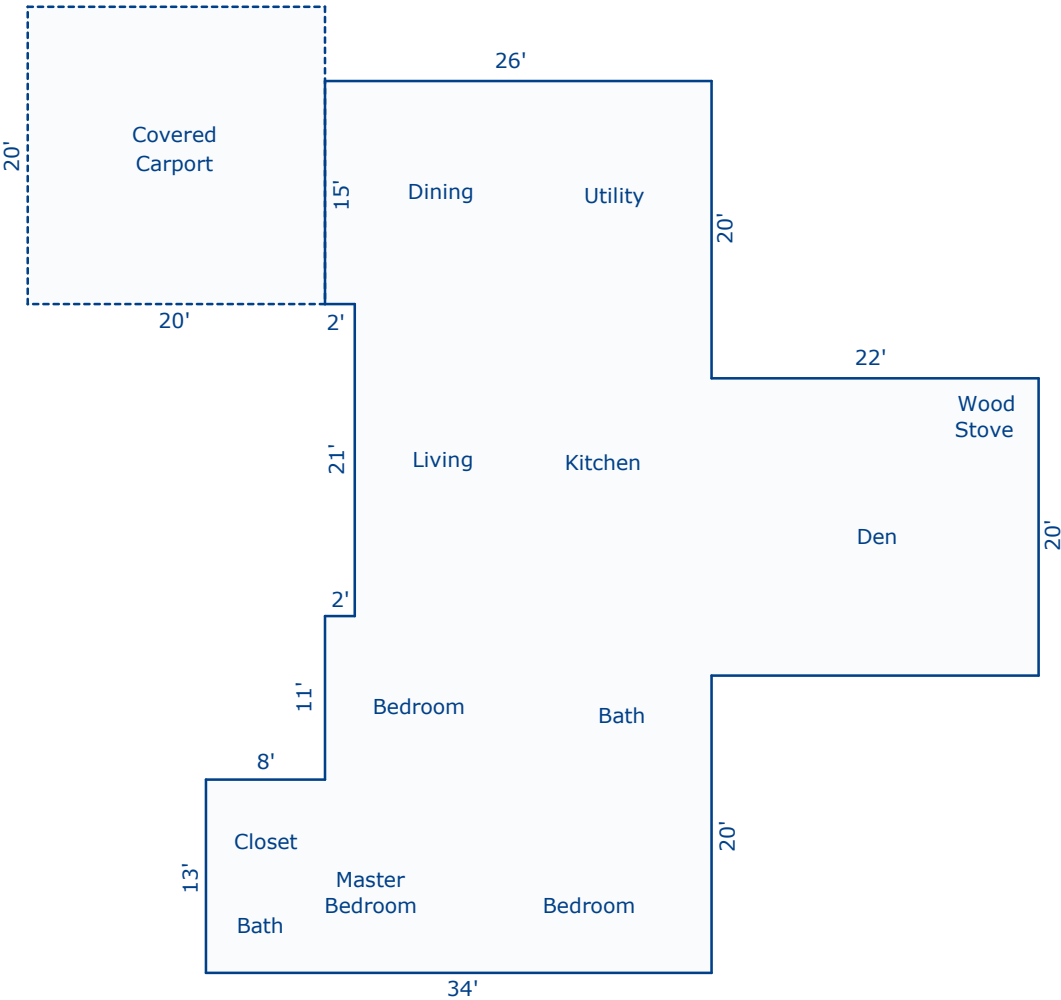 26'
Covered
Carport
20'
15'
Dining
Utility
20'
20'
2'
22'
Wood
Stove
21'
Living
Kitchen
Den
20'
2'
11'
Bedroom
Bath
8'
Closet
13'
Master
Bedroom
Bedroom
20'
Bath
34'